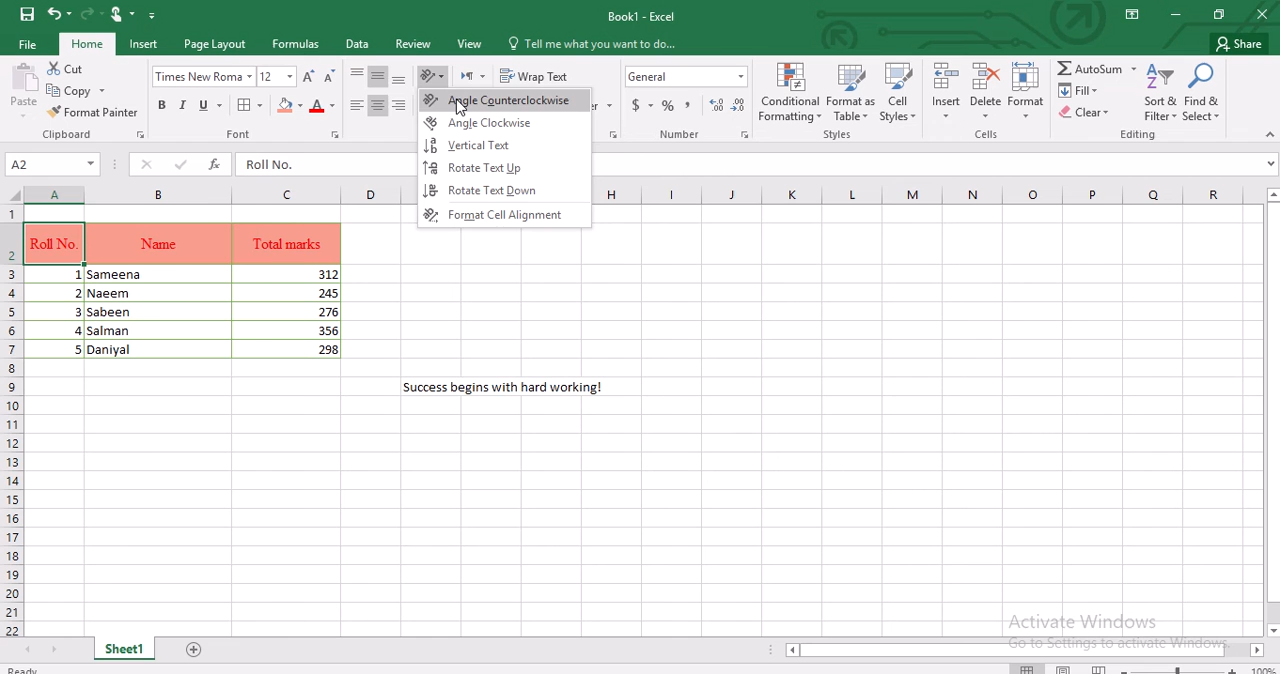 Book1 - Excel
File Home Insert Page Layout Formulas Data Review View Tell me what you want to do... Share
Paste
Cut
Copy
Format Painter
Clipboard
Times New Roma 12
B I U
Font
Wrap Text
Angle Counterclockwise
Angle Clockwise
Vertical Text
Rotate Text Up
Rotate Text Down
Format Cell Alignment
General
$ % ,
Number
Conditional Formatting
Format as Table
Cell Styles
Styles
Insert Delete Format
Cells
AutoSum
Fill
Clear
Sort & Filter
Find & Select
Editing
A2 fx Roll No.
A B C D H I J K L M N O P Q R
1
2 Roll No. Name Total marks
3 1 Sameena 312
4 2 Naeem 245
5 3 Sabeen 276
6 4 Salman 356
7 5 Daniyal 298
8
9 Success begins with hard working!
10
11
12
13
14
15
16
17
18
19
20
21
22
Activate Windows
Go to Settings to activate Windows.
Sheet1
Ready 100%